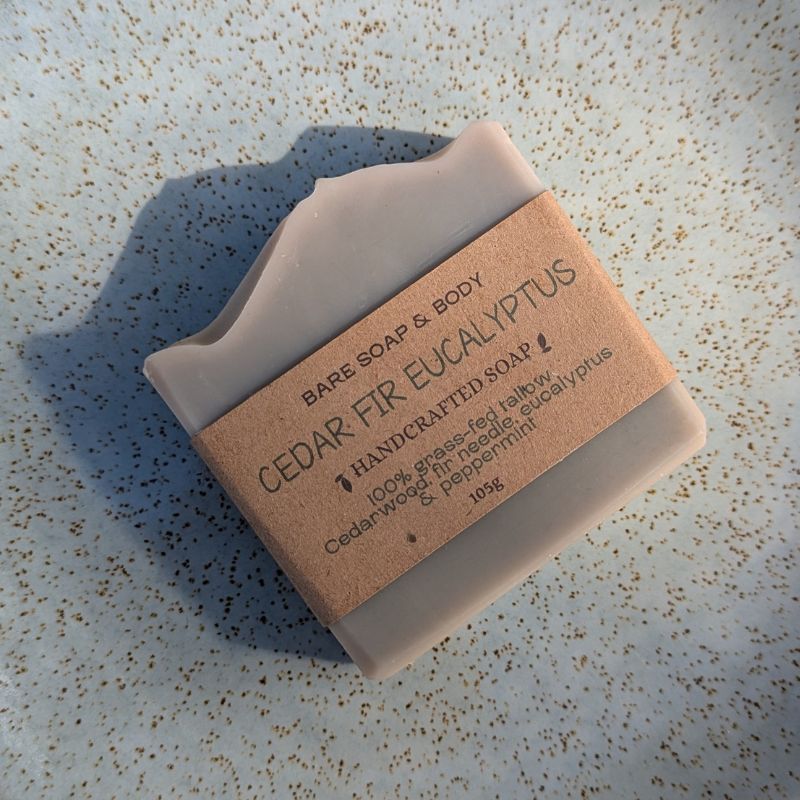 BARE SOAP & BODY
CEDAR FIR EUCALYPTUS
HANDCRAFTED SOAP
100% grass-fed tallow,
Cedarwood, fir needle, eucalyptus
& peppermint
105g